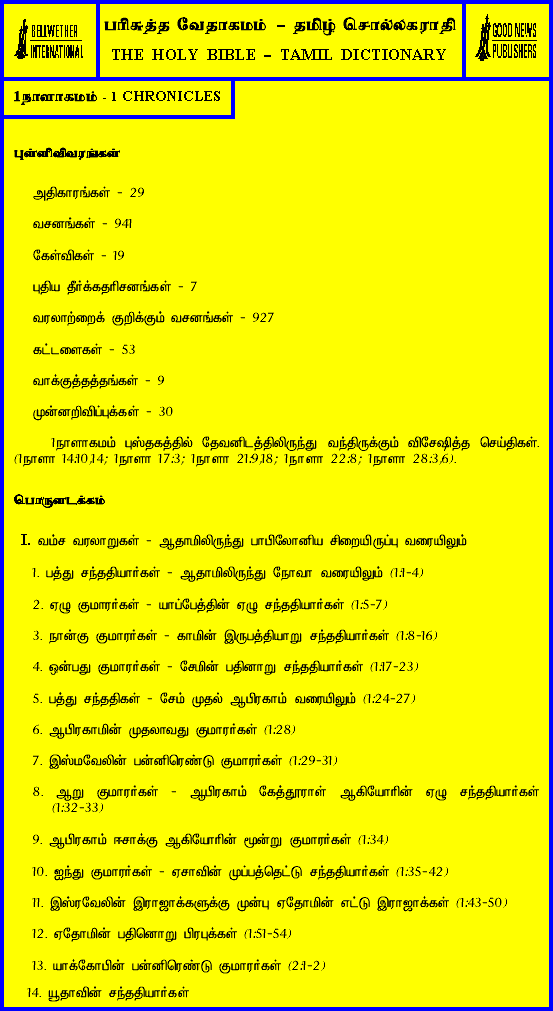 BELLWETHER
INTERNATIONAL
பரிசுத்த வேதாகமம் – தமிழ் சொல்லகராதி
THE HOLY BIBLE – TAMIL DICTIONARY
GOOD NEWS
PUBLISHERS
1நாளாகமம் - 1 CHRONICLES
புள்ளிவிவரங்கள்
அதிகாரங்கள் - 29
வசனங்கள் - 941
கேள்விகள் - 19
புதிய தீர்க்கதரிசனங்கள் - 7
வரலாற்றைக் குறிக்கும் வசனங்கள் - 927
கட்டளைகள் - 53
வாக்குத்தத்தங்கள் - 9
முன்னறிவிப்புக்கள் - 30
1நாளாகமம் புஸ்தகத்தில் தேவனிடத்திலிருந்து வந்திருக்கும் விசேஷித்த செய்திகள்.
(1நாளா 14:10,14; 1நாளா 17:3; 1நாளா 21:9,18; 1நாளா 22:8; 1நாளா 28:3,6).
பொருளடக்கம்
I. வம்ச வரலாறுகள் - ஆதாமிலிருந்து பாபிலோனிய சிறையிருப்பு வரையிலும்
1. பத்து சந்ததியார்கள் - ஆதாமிலிருந்து நோவா வரையிலும் (1:1-4)
2. ஏழு குமாரர்கள் - யாப்பேத்தின் ஏழு சந்ததியார்கள் (1:5-7)
3. நான்கு குமாரர்கள் - காமின் இருபத்தியாறு சந்ததியார்கள் (1:8-16)
4. ஒன்பது குமாரர்கள் - சேமின் பதினாறு சந்ததியார்கள் (1:17-23)
5. பத்து சந்ததிகள் - சேம் முதல் ஆபிரகாம் வரையிலும் (1:24-27)
6. ஆபிரகாமின் முதலாவது குமாரர்கள் (1:28)
7. இஸ்மவேலின் பன்னிரெண்டு குமாரர்கள் (1:29-31)
8. ஆறு குமாரர்கள் - ஆபிரகாம் கேத்தூராள் ஆகியோரின் ஏழு சந்ததியார்கள்
(1:32-33)
9. ஆபிரகாம் ஈசாக்கு ஆகியோரின் மூன்று குமாரர்கள் (1:34)
10. ஐந்து குமாரர்கள் - ஏசாவின் முப்பத்தெட்டு சந்ததியார்கள் (1:35-42)
11. இஸ்ரவேலின் இராஜாக்களுக்கு முன்பு ஏதோமின் எட்டு இராஜாக்கள் (1:43-50)
12. ஏதோமின் பதினொறு பிரபுக்கள் (1:51-54)
13. யாக்கோபின் பன்னிரெண்டு குமாரர்கள் (2:1-2)
14. யூதாவின் சந்ததியார்கள்